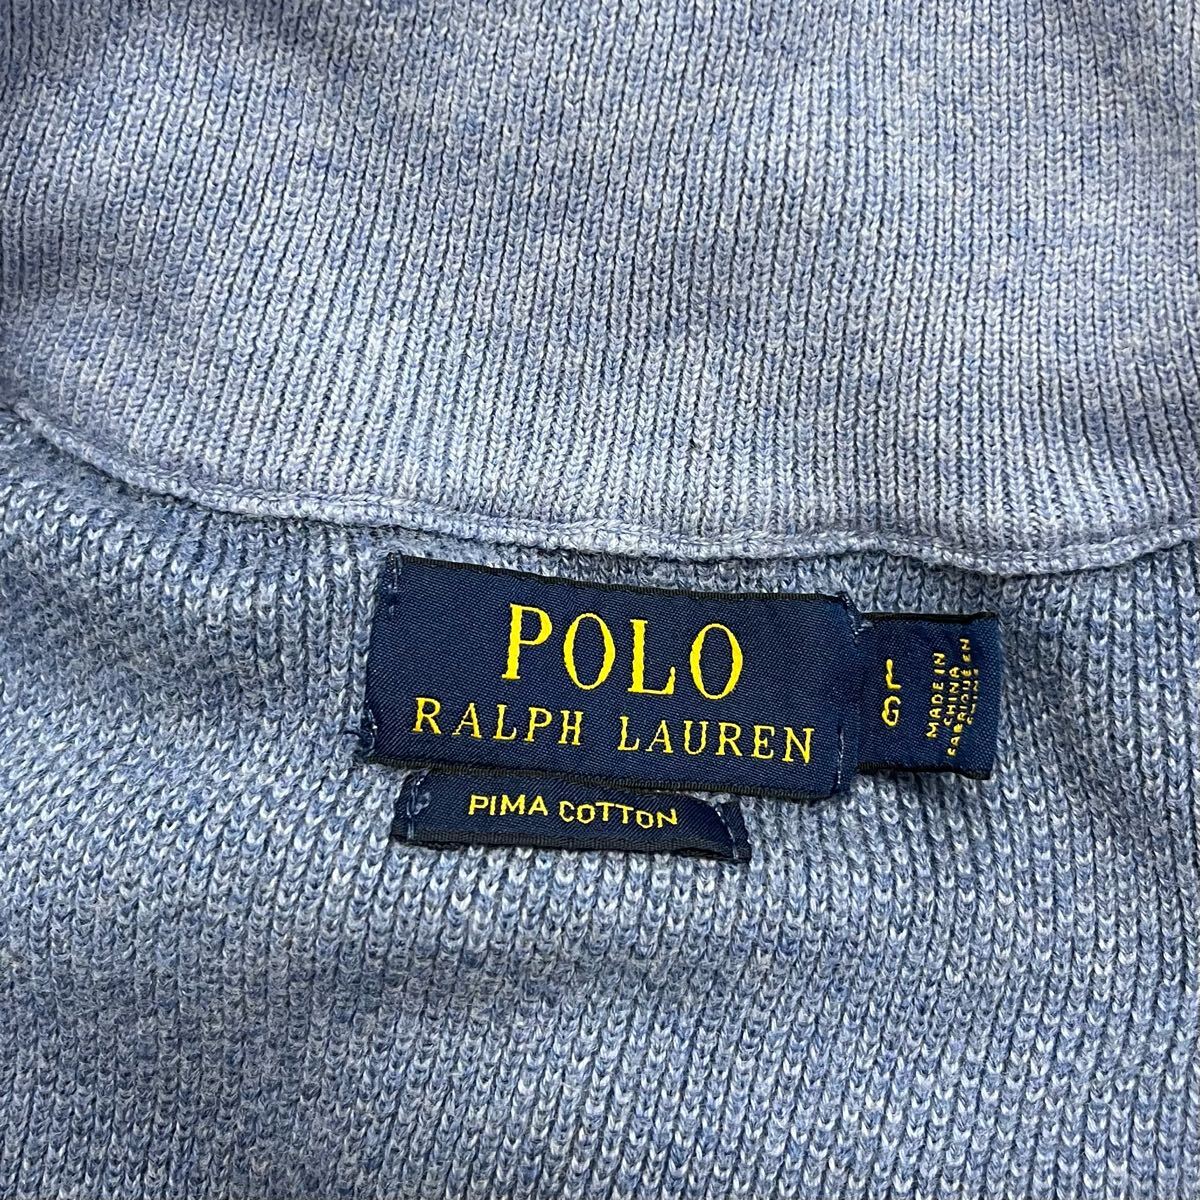 POLO
RALPH LAUREN
PIMA COTTON
L
G
MADE IN
CHINA
FABRIQUÉ EN
CHINE